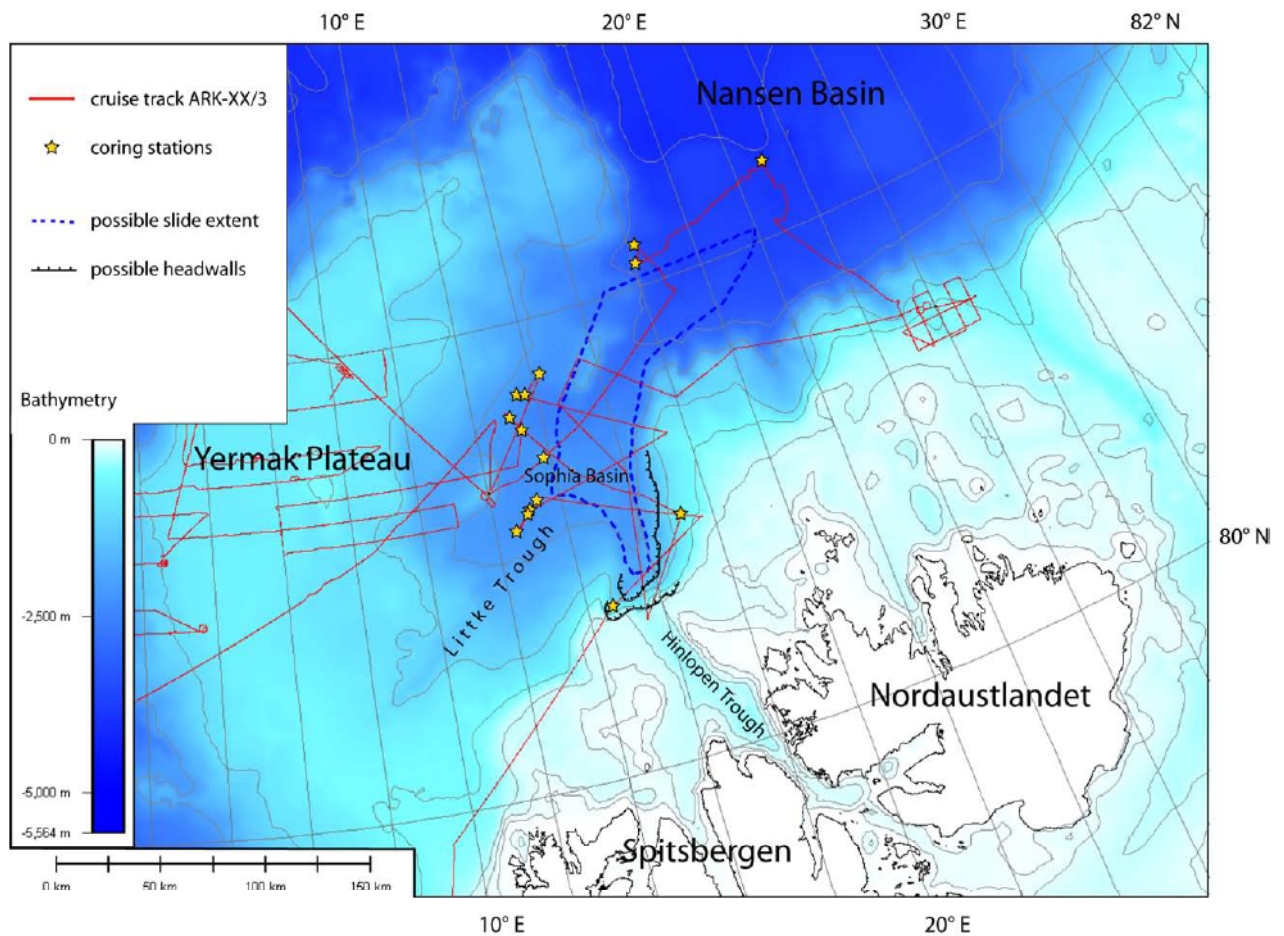 10° E
20° E
30° E
82° N
cruise track ARK-XX/3
coring stations
possible slide extent
possible headwalls
Nansen Basin
Bathymetry
0 m
-2,500 m
-5,000 m
-5,564 m
Yermak Plateau
Sophia Basin
Littke Trough
80° N
Hinlopen Trough
Nordaustlandet
Spitsbergen
0 km
50 km
100 km
150 km
10° E
20° E